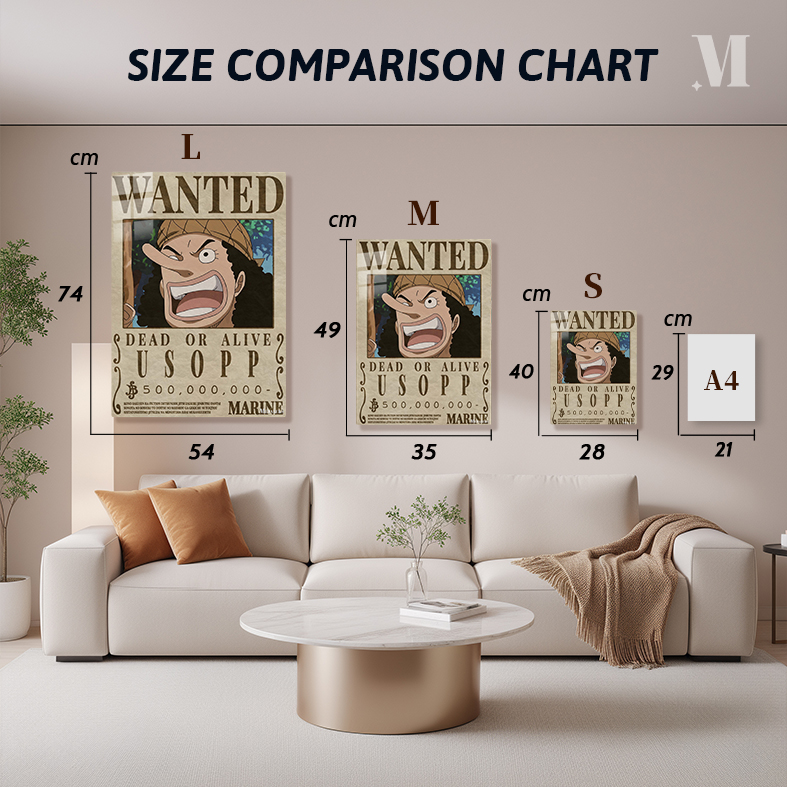 SIZE COMPARISON CHART
M
cm
L
74
54
WANTED
DEAD OR ALIVE
USOPP
500,000,000-
MARINE
cm
M
49
35
WANTED
DEAD OR ALIVE
USOPP
500,000,000-
MARINE
cm
S
40
28
WANTED
DEAD OR ALIVE
USOPP
500,000,000-
MARINE
cm
29
21
A4